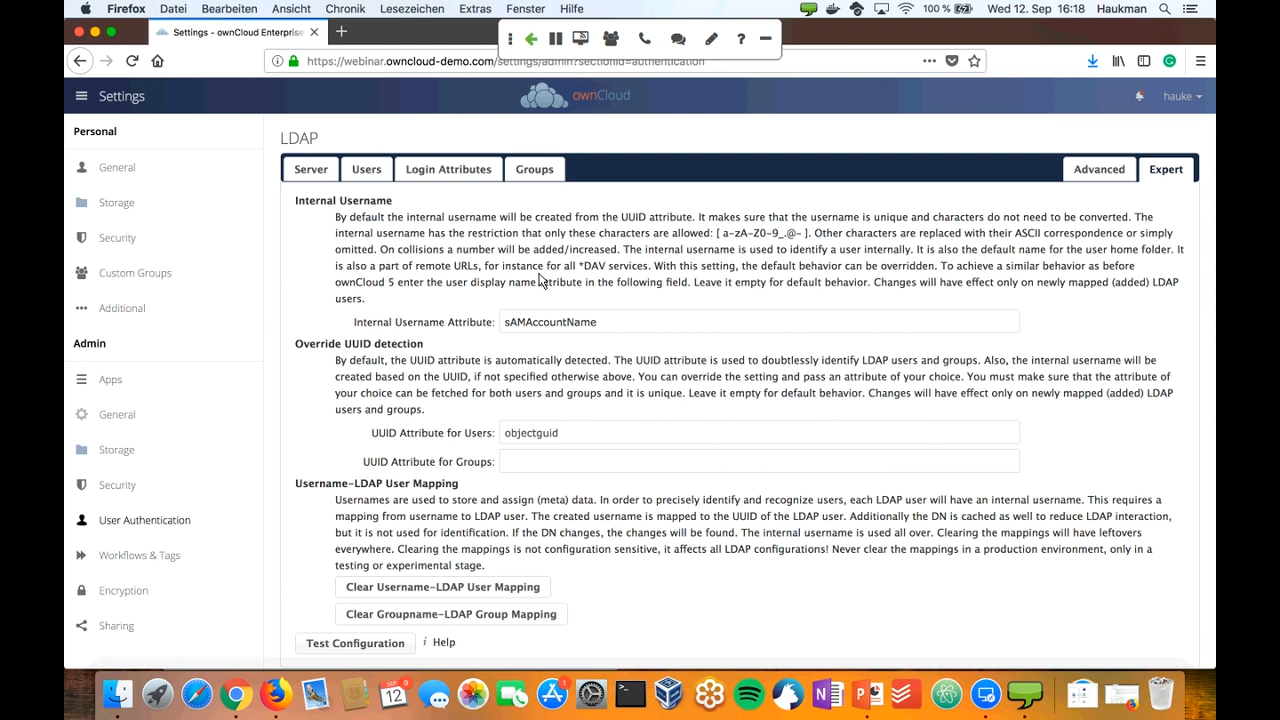 Firefox Datei Bearbeiten Ansicht Chronik Lesezeichen Extras Fenster Hilfe 100 % Mi 12. Sep 16:18 Haukman
Settings - ownCloud Enterprise
https://webinar.owncloud-demo.com/settings/admin?sectionid=authentication
Settings
ownCloud
hauke
Personal
General
Storage
Security
Custom Groups
Additional
Admin
Apps
General
Storage
Security
User Authentication
Workflows & Tags
Encryption
Sharing
LDAP
Server Users Login Attributes Groups Advanced Expert
Internal Username
By default the internal username will be created from the UUID attribute. It makes sure that the username is unique and characters do not need to be converted. The
internal username has the restriction that only these characters are allowed: [ a-zA-Z0-9_.@- ]. Other characters are replaced with their ASCII correspondence or simply
omitted. On collisions a number will be added/increased. The internal username is used to identify a user internally. It is also the default name for the user home folder. It
is also a part of remote URLs, for instance for all *DAV services. With this setting, the default behavior can be overridden. To achieve a similar behavior as before
ownCloud 5 enter the user display name attribute in the following field. Leave it empty for default behavior. Changes will have effect only on newly mapped (added) LDAP
users.
Internal Username Attribute: sAMAccountName
Override UUID detection
By default, the UUID attribute is automatically detected. The UUID attribute is used to doubtlessly identify LDAP users and groups. Also, the internal username will be
created based on the UUID, if not specified otherwise above. You can override the setting and pass an attribute of your choice. You must make sure that the attribute of
your choice can be fetched for both users and groups and it is unique. Leave it empty for default behavior. Changes will have effect only on newly mapped (added) LDAP
users and groups.
UUID Attribute for Users: objectguid
UUID Attribute for Groups:
Username-LDAP User Mapping
Usernames are used to store and assign (meta) data. In order to precisely identify and recognize users, each LDAP user will have an internal username. This requires a
mapping from username to LDAP user. The created username is mapped to the UUID of the LDAP user. Additionally the DN is cached as well to reduce LDAP interaction,
but it is not used for identification. If the DN changes, the changes will be found. The internal username is used all over. Clearing the mappings will have leftovers
everywhere. Clearing the mappings is not configuration sensitive, it affects all LDAP configurations! Never clear the mappings in a production environment, only in a
testing or experimental stage.
Clear Username-LDAP User Mapping
Clear Groupname-LDAP Group Mapping
Test Configuration i Help